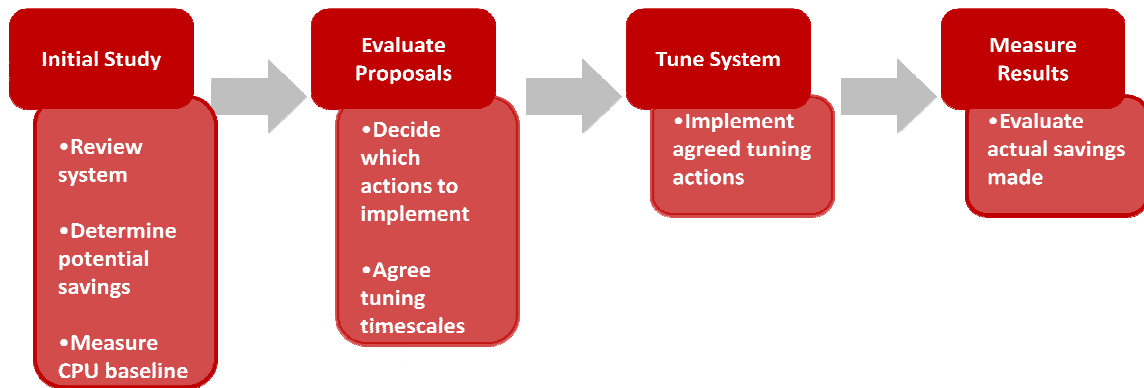 Initial Study
•Review
system
•Determine
potential
savings
•Measure
CPU baseline
Evaluate
Proposals
•Decide
which
actions to
implement
•Agree
tuning
timescales
Tune System
•Implement
agreed tuning
actions
Measure
Results
•Evaluate
actual savings
made